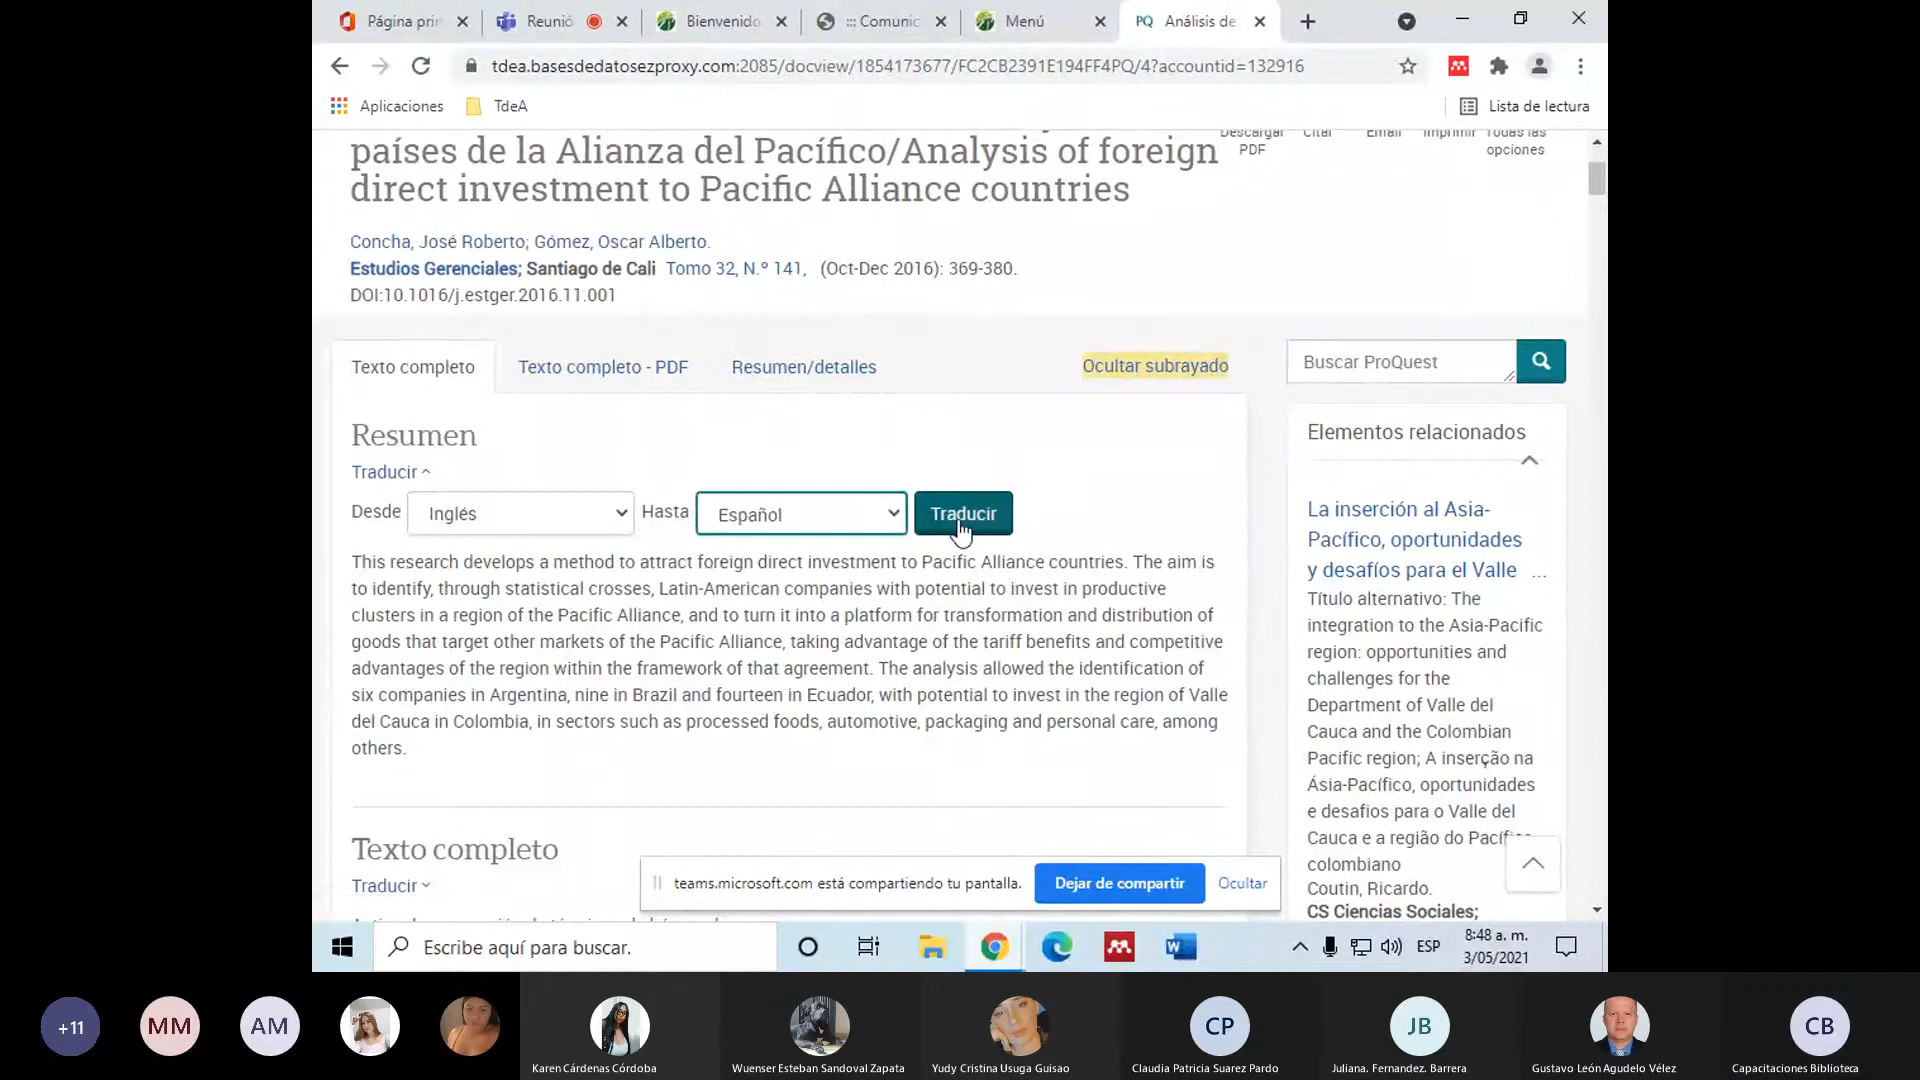 Página prin
Reunió
Bienvenido
::: Comunic
Menú
PQ Análisis de
tdea.basesdedatosezproxy.com:2085/docview/1854173677/FC2CB2391E194FF4PQ/4?accountid=132916
Aplicaciones
TdeA
Lista de lectura
países de la Alianza del Pacífico/Analysis of foreign
direct investment to Pacific Alliance countries
Descargar
PDF
Citar
Email
Imprimir
Todas las
opciones
Concha, José Roberto; Gómez, Oscar Alberto.
Estudios Gerenciales; Santiago de Cali Tomo 32, N.º 141, (Oct-Dec 2016): 369-380.
DOI:10.1016/j.estger.2016.11.001
Texto completo
Texto completo - PDF
Resumen/detalles
Ocultar subrayado
Buscar ProQuest
Resumen
Traducir
Desde Inglés Hasta Español Traducir
This research develops a method to attract foreign direct investment to Pacific Alliance countries. The aim is
to identify, through statistical crosses, Latin-American companies with potential to invest in productive
clusters in a region of the Pacific Alliance, and to turn it into a platform for transformation and distribution of
goods that target other markets of the Pacific Alliance, taking advantage of the tariff benefits and competitive
advantages of the region within the framework of that agreement. The analysis allowed the identification of
six companies in Argentina, nine in Brazil and fourteen in Ecuador, with potential to invest in the region of Valle
del Cauca in Colombia, in sectors such as processed foods, automotive, packaging and personal care, among
others.
Texto completo
Traducir
Elementos relacionados
La inserción al Asia-
Pacífico, oportunidades
y desafíos para el Valle ...
Título alternativo: The
integration to the Asia-Pacific
region: opportunities and
challenges for the
Department of Valle del
Cauca and the Colombian
Pacific region; A inserção na
Ásia-Pacífico, oportunidades
e desafios para o Valle del
Cauca e a região do Pacífico
colombiano
Coutin, Ricardo.
CS Ciencias Sociales;
teams.microsoft.com está compartiendo tu pantalla.
Dejar de compartir
Ocultar
Escribe aquí para buscar.
ESP
8:48 a. m.
3/05/2021
+11
MM
AM
CP
JB
CB
Karen Cárdenas Córdoba
Wuenser Esteban Sandoval Zapata
Yudy Cristina Usuga Guisao
Claudia Patricia Suarez Pardo
Juliana. Fernandez. Barrera
Gustavo León Agudelo Vélez
Capacitaciones Biblioteca